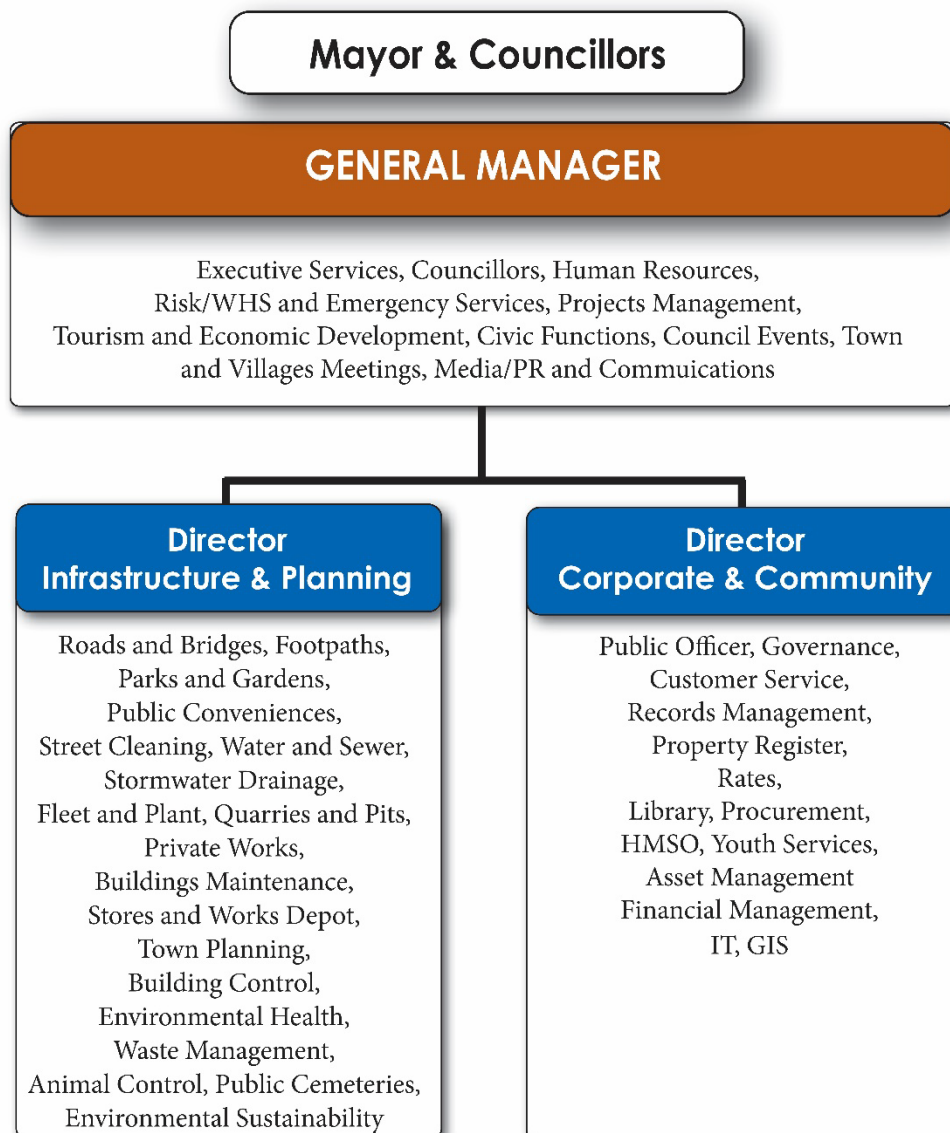 Mayor & Councillors
GENERAL MANAGER
Executive Services, Councillors, Human Resources,
Risk/WHS and Emergency Services, Projects Management,
Tourism and Economic Development, Civic Functions, Council Events, Town
and Villages Meetings, Media/PR and Commuications
Director
Infrastructure & Planning
Roads and Bridges, Footpaths,
Parks and Gardens,
Public Conveniences,
Street Cleaning, Water and Sewer,
Stormwater Drainage,
Fleet and Plant, Quarries and Pits,
Private Works,
Buildings Maintenance,
Stores and Works Depot,
Town Planning,
Building Control,
Environmental Health,
Waste Management,
Animal Control, Public Cemeteries,
Environmental Sustainability
Director
Corporate & Community
Public Officer, Governance,
Customer Service,
Records Management,
Property Register,
Rates,
Library, Procurement,
HMSO, Youth Services,
Asset Management
Financial Management,
IT, GIS